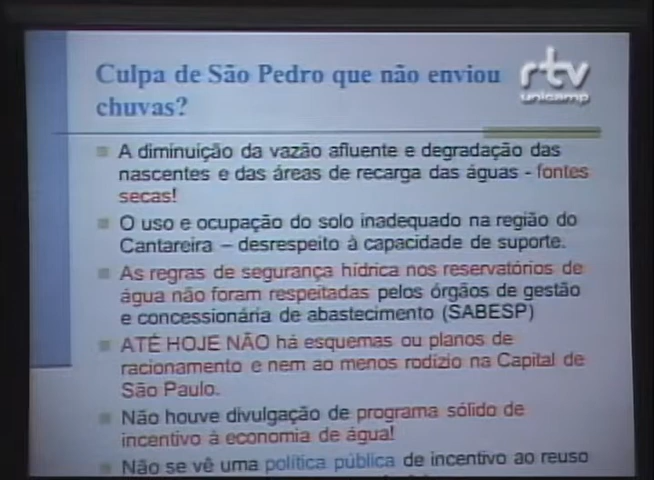 Culpa de São Pedro que não enviou
chuvas?
rtv
unicamp
A diminuição da vazão afluente e degradação das
nascentes e das áreas de recarga das águas - fontes
secas!
O uso e ocupação do solo inadequado na região do
Cantareira – desrespeito à capacidade de suporte.
As regras de segurança hídrica nos reservatórios de
água não foram respeitadas pelos órgãos de gestão
e concessionária de abastecimento (SABESP)
ATÉ HOJE NÃO há esquemas ou planos de
racionamento e nem ao menos rodízio na Capital de
São Paulo.
Não houve divulgação de programa sólido de
incentivo à economia de água!
Não se vê uma política pública de incentivo ao reuso